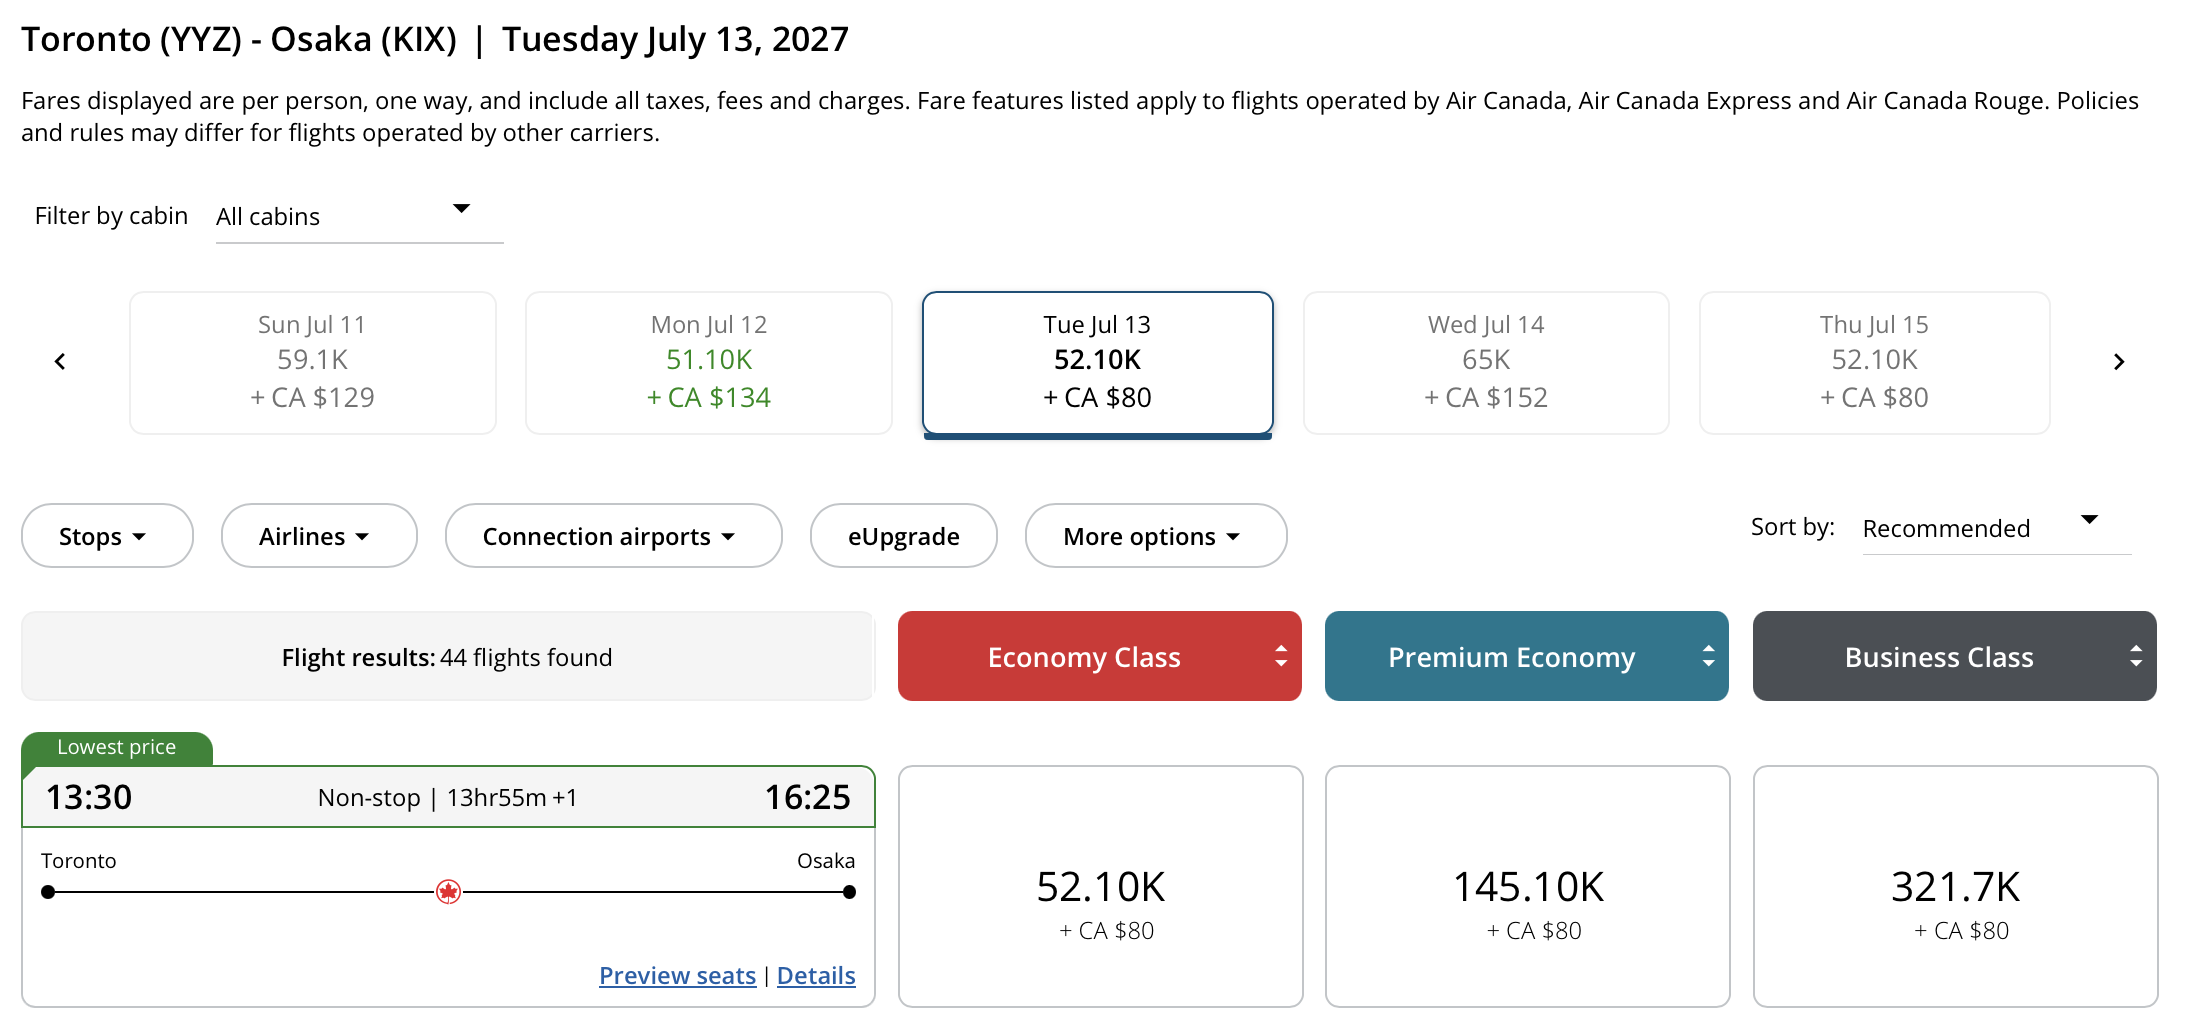 Toronto (YYZ) - Osaka (KIX) | Tuesday July 13, 2027
Fares displayed are per person, one way, and include all taxes, fees and charges. Fare features listed apply to flights operated by Air Canada, Air Canada Express and Air Canada Rouge. Policies
and rules may differ for flights operated by other carriers.
Filter by cabin All cabins
Sun Jul 11
59.1K
+ CA $129
Mon Jul 12
51.10K
+ CA $134
Tue Jul 13
52.10K
+ CA $80
Wed Jul 14
65K
+ CA $152
Thu Jul 15
52.10K
+ CA $80
Stops Airlines Connection airports eUpgrade More options Sort by: Recommended
Flight results: 44 flights found Economy Class Premium Economy Business Class
Lowest price
13:30 Non-stop | 13hr55m +1 16:25
Toronto Osaka
Preview seats | Details
52.10K
+ CA $80
145.10K
+ CA $80
321.7K
+ CA $80